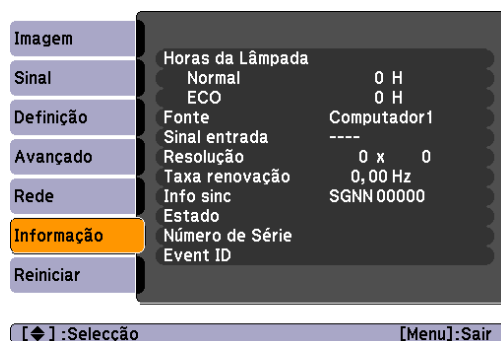 Imagem
Sinal
Definição
Avançado
Rede
Informação
Reiniciar
Horas da Lâmpada
Normal 0 H
ECO 0 H
Fonte Computador1
Sinal entrada ----
Resolução 0 x 0
Taxa renovação 0,00 Hz
Info sinc SGNN 00000
Estado
Número de Série
Event ID
[◆] :Selecção [Menu]:Sair